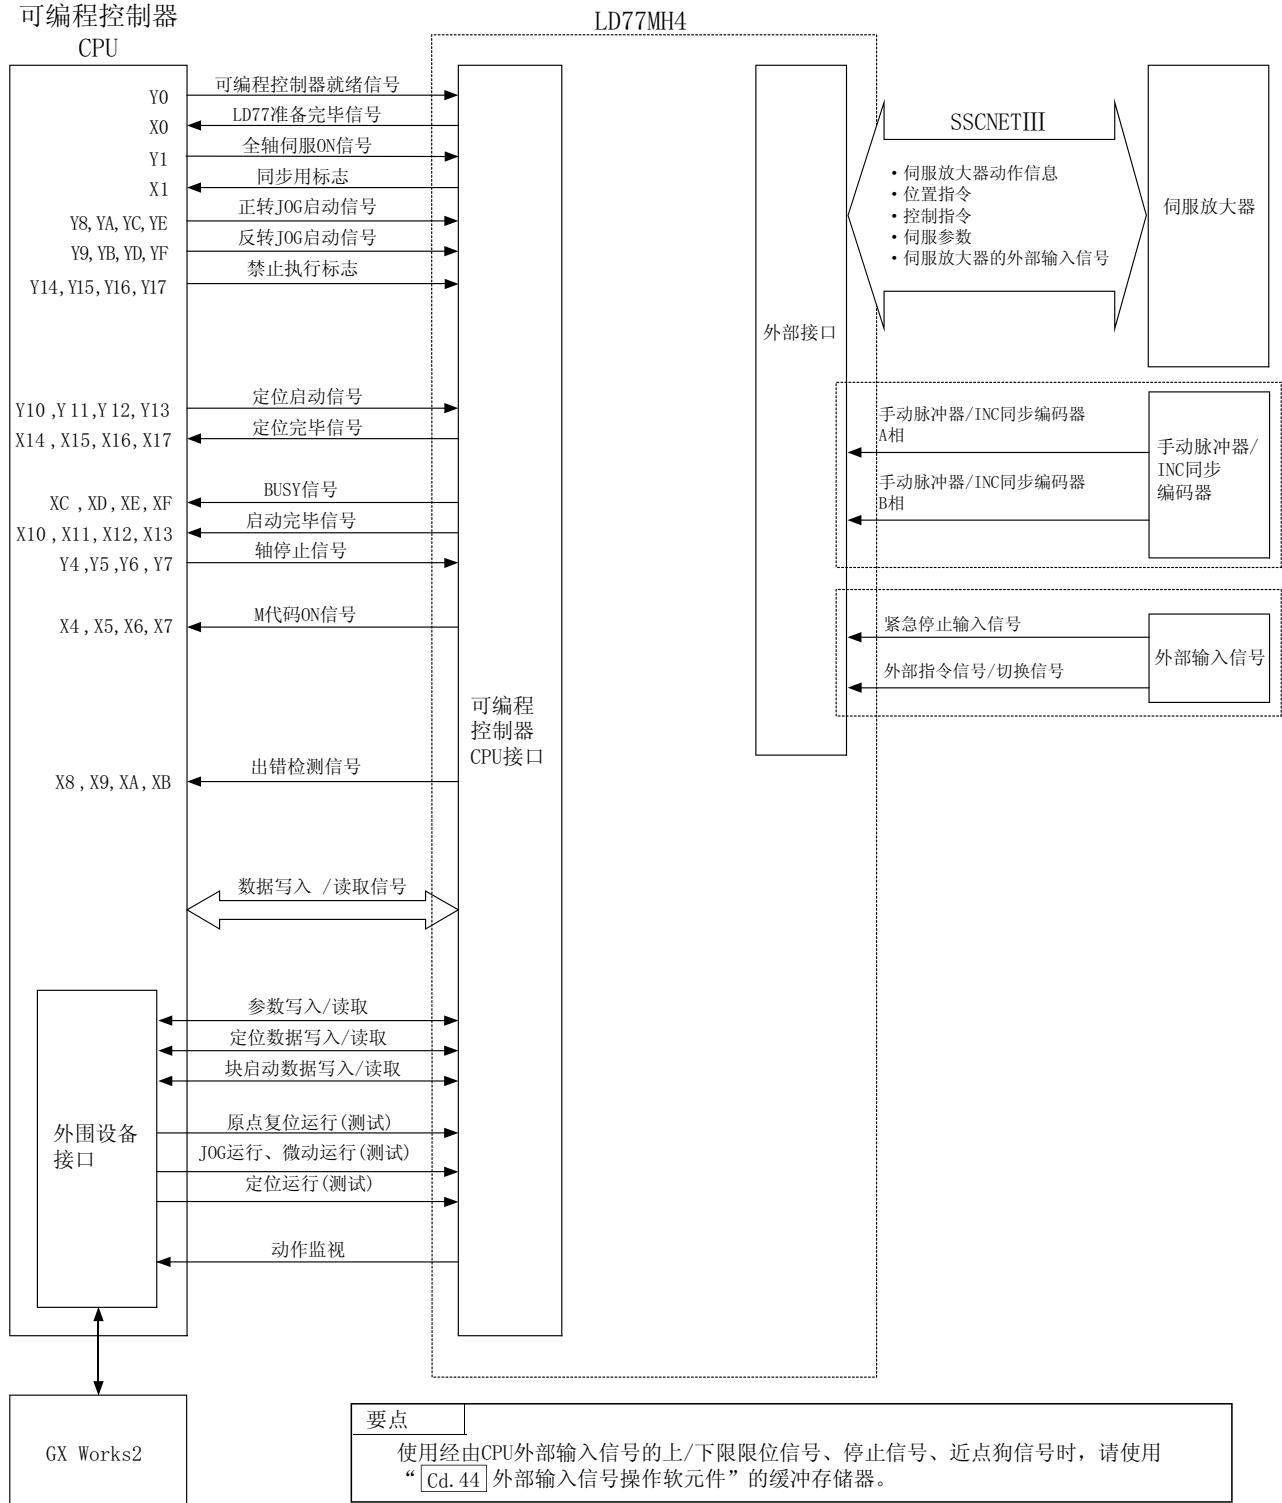 可编程控制器
CPU
LD77MH4
Y0
可编程控制器就绪信号
X0
LD77准备完毕信号
Y1
全轴伺服ON信号
X1
同步用标志
Y8,YA,YC,YE
正转JOG启动信号
Y9,YB,YD,YF
反转JOG启动信号
Y14,Y15,Y16,Y17
禁止执行标志
Y10 ,Y 11,Y 12,Y13
定位启动信号
X14 ,X15,X16,X17
定位完毕信号
XC ,XD,XE,XF
BUSY信号
X10 ,X11,X12,X13
启动完毕信号
Y4 ,Y5 ,Y6 ,Y7
轴停止信号
X4 ,X5,X6,X7
M代码ON信号
X8 ,X9,XA,XB
出错检测信号
数据写入 /读取信号
参数写入/读取
定位数据写入/读取
块启动数据写入/读取
原点复位运行(测试)
JOG运行、微动运行(测试)
定位运行(测试)
动作监视
外围设备
接口
GX Works2
可编程
控制器
CPU接口
外部接口
SSCNETⅢ
・伺服放大器动作信息
・位置指令
・控制指令
・伺服参数
・伺服放大器的外部输入信号
伺服放大器
手动脉冲器/INC同步编码器
A相
手动脉冲器/INC同步编码器
B相
手动脉冲器/
INC同步
编码器
紧急停止输入信号
外部指令信号/切换信号
外部输入信号
要点
使用经由CPU外部输入信号的上/下限限位信号、停止信号、近点狗信号时，请使用
“ Cd.44 外部输入信号操作软元件”的缓冲存储器。